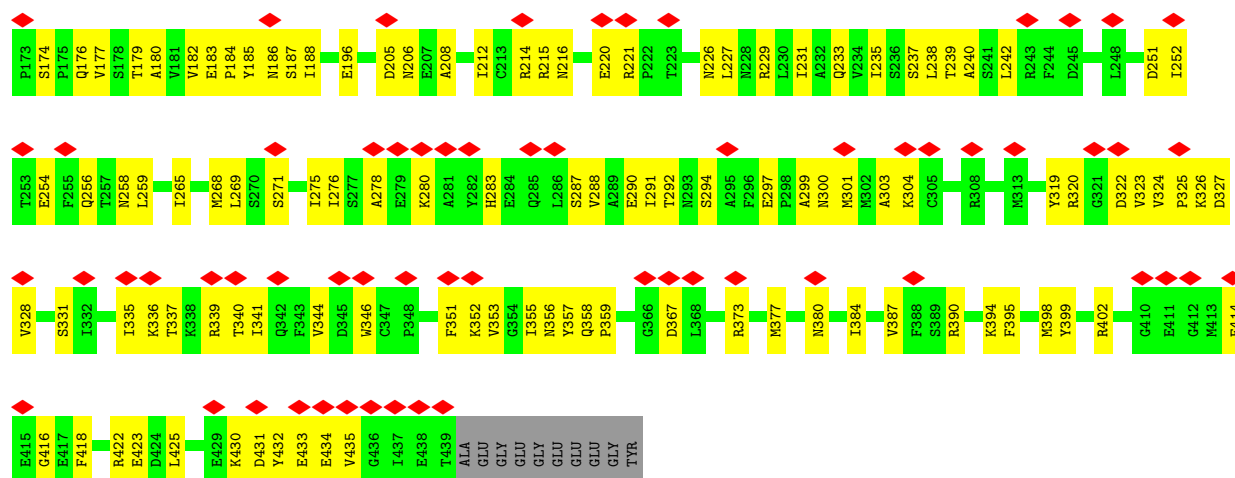 P173 S174 P175 Q176 V177 S178 T179 A180 V181 V182 E183 P184 Y185 N186 S187 I188 E196 D205 N206 E207 A208 I212 C213 R214 R215 N216 E220 R221 P222 T223 N226 L227 N228 R229 L230 I231 A232 Q233 V234 I235 S236 S237 L238 T239 A240 S241 L242 R243 F244 D245 L248 D251 I252
T253 E254 F255 Q256 T257 N258 L259 I265 M268 L269 S270 S271 I275 I276 S277 A278 E279 K280 A281 Y282 H283 E284 Q285 L286 S287 V288 A289 E290 I291 T292 N293 S294 A295 F296 E297 P298 A299 N300 M301 M302 A303 K304 C305 R308 M313 Y319 R320 G321 D322 V323 V324 P325 K326 D327
V328 S331 I332 I335 K336 T337 K338 R339 T340 I341 Q342 F343 V344 D345 W346 C347 P348 F351 K352 V353 G354 I355 N356 Y357 Q358 P359 G366 D367 L368 R373 M377 N380 I384 V387 F388 S389 R390 K394 F395 M398 Y399 R402 G410 E411 G412 M413
E415 G416 E417 F418 R422 E423 D424 L425 E429 K430 D431 Y432 E433 E434 V435 G436 I437 E438 T439 ALA GLU GLY GLU GLY GLU GLU GLU GLY TYR